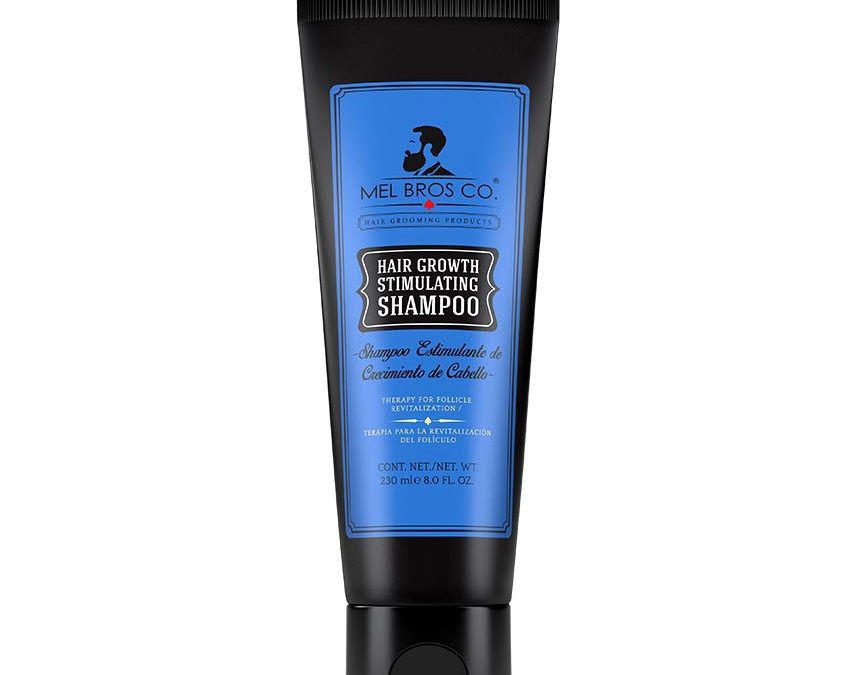 MEL BROS CO.®
HAIR GROOMING PRODUCTS
HAIR GROWTH
STIMULATING
SHAMPOO
-Shampoo Estimulante de
Crecimiento de Cabello-
THERAPY FOR FOLLICLE
REVITALIZATION /
TERAPIA PARA LA REVITALIZACIÓN
DEL FOLÍCULO
CONT. NET./NET. WT.
230 ml℮ 8.0 FL. OZ.